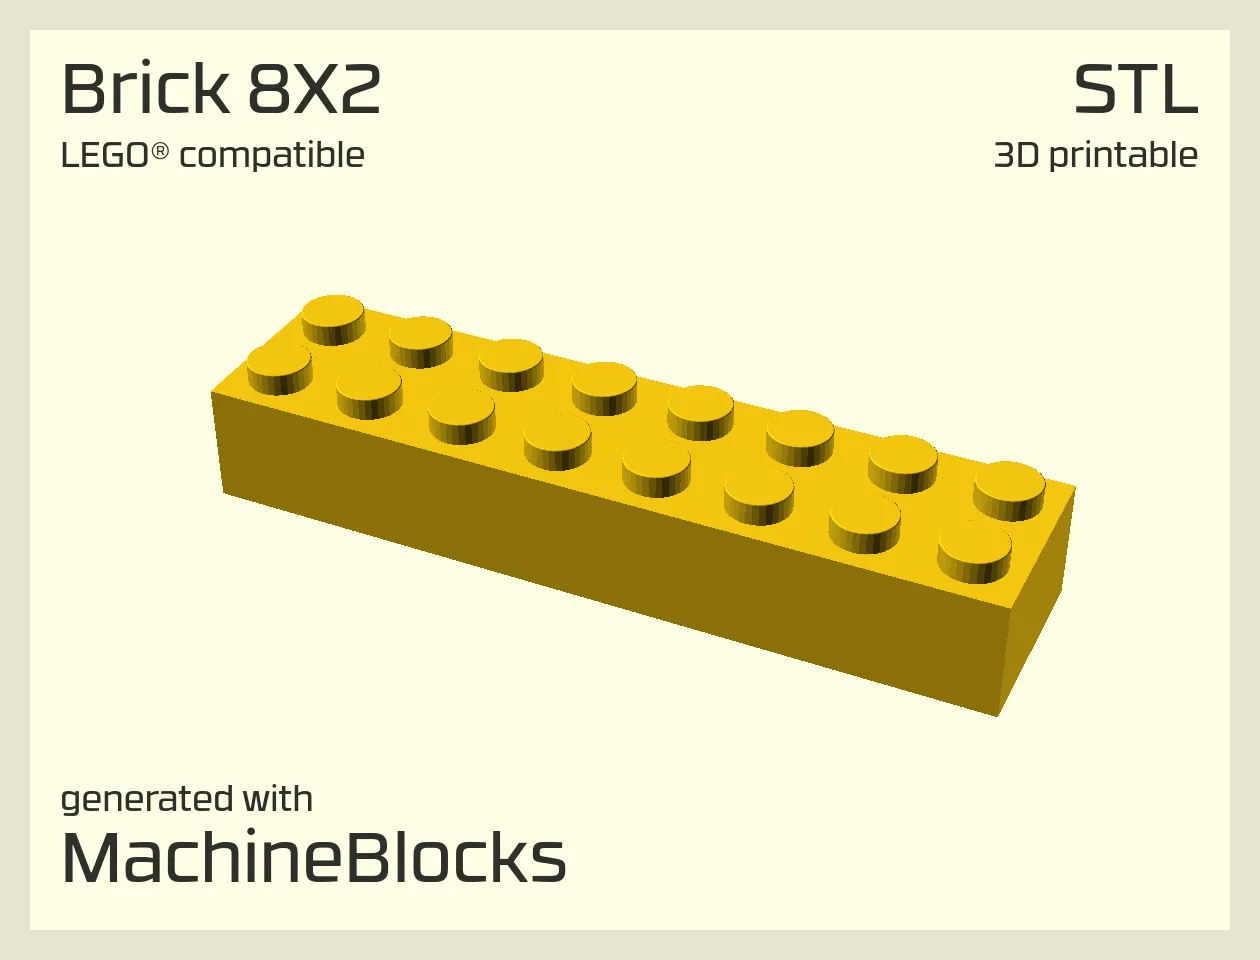 Brick 8X2
LEGO® compatible
STL
3D printable
generated with
MachineBlocks